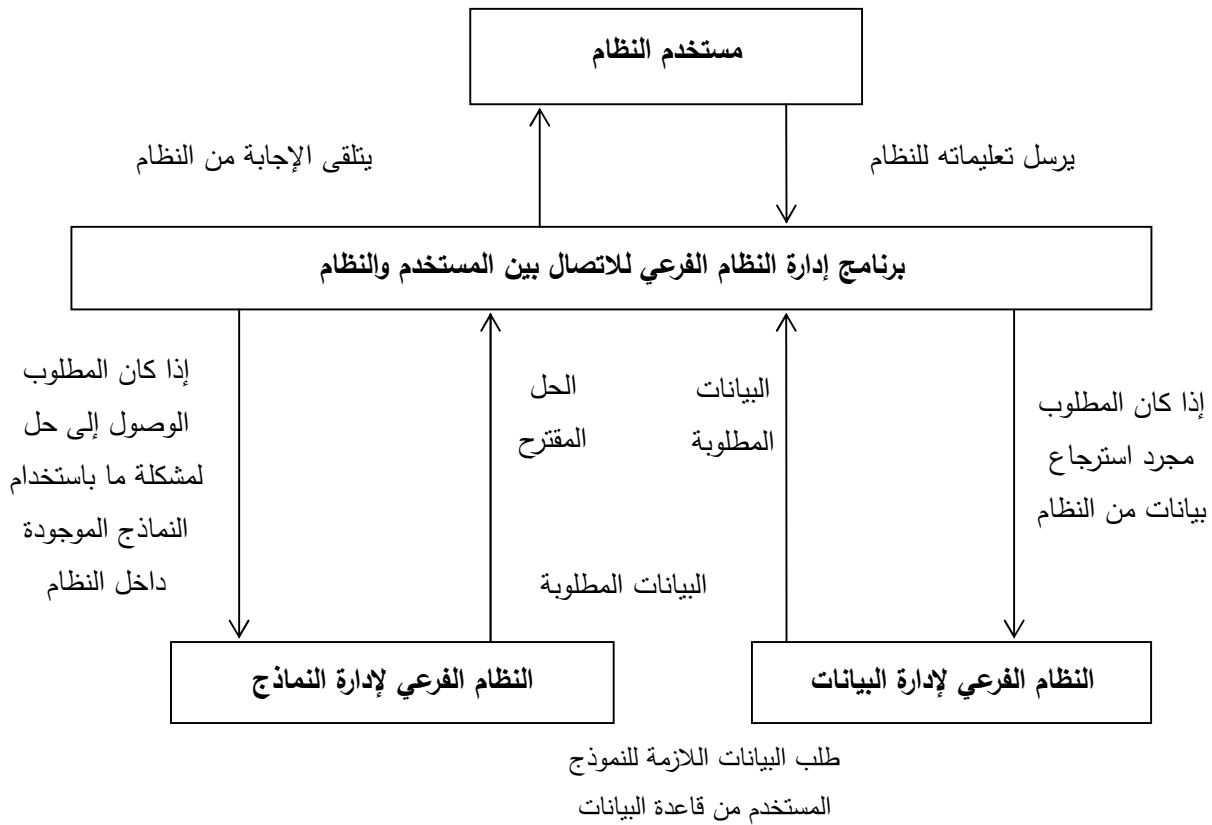 مستخدم النظام
يرسل تعليماته للنظام
يتلقى الإجابة من النظام
برنامج إدارة النظام الفرعي للاتصال بين المستخدم والنظام
إذا كان المطلوب
مجرد استرجاع
بيانات من النظام
البيانات
المطلوبة
الحل
المقترح
إذا كان المطلوب
الوصول إلى حل
لمشكلة ما باستخدام
النماذج الموجودة
داخل النظام
البيانات المطلوبة
النظام الفرعي لإدارة البيانات
النظام الفرعي لإدارة النماذج
طلب البيانات اللازمة للنموذج
المستخدم من قاعدة البيانات